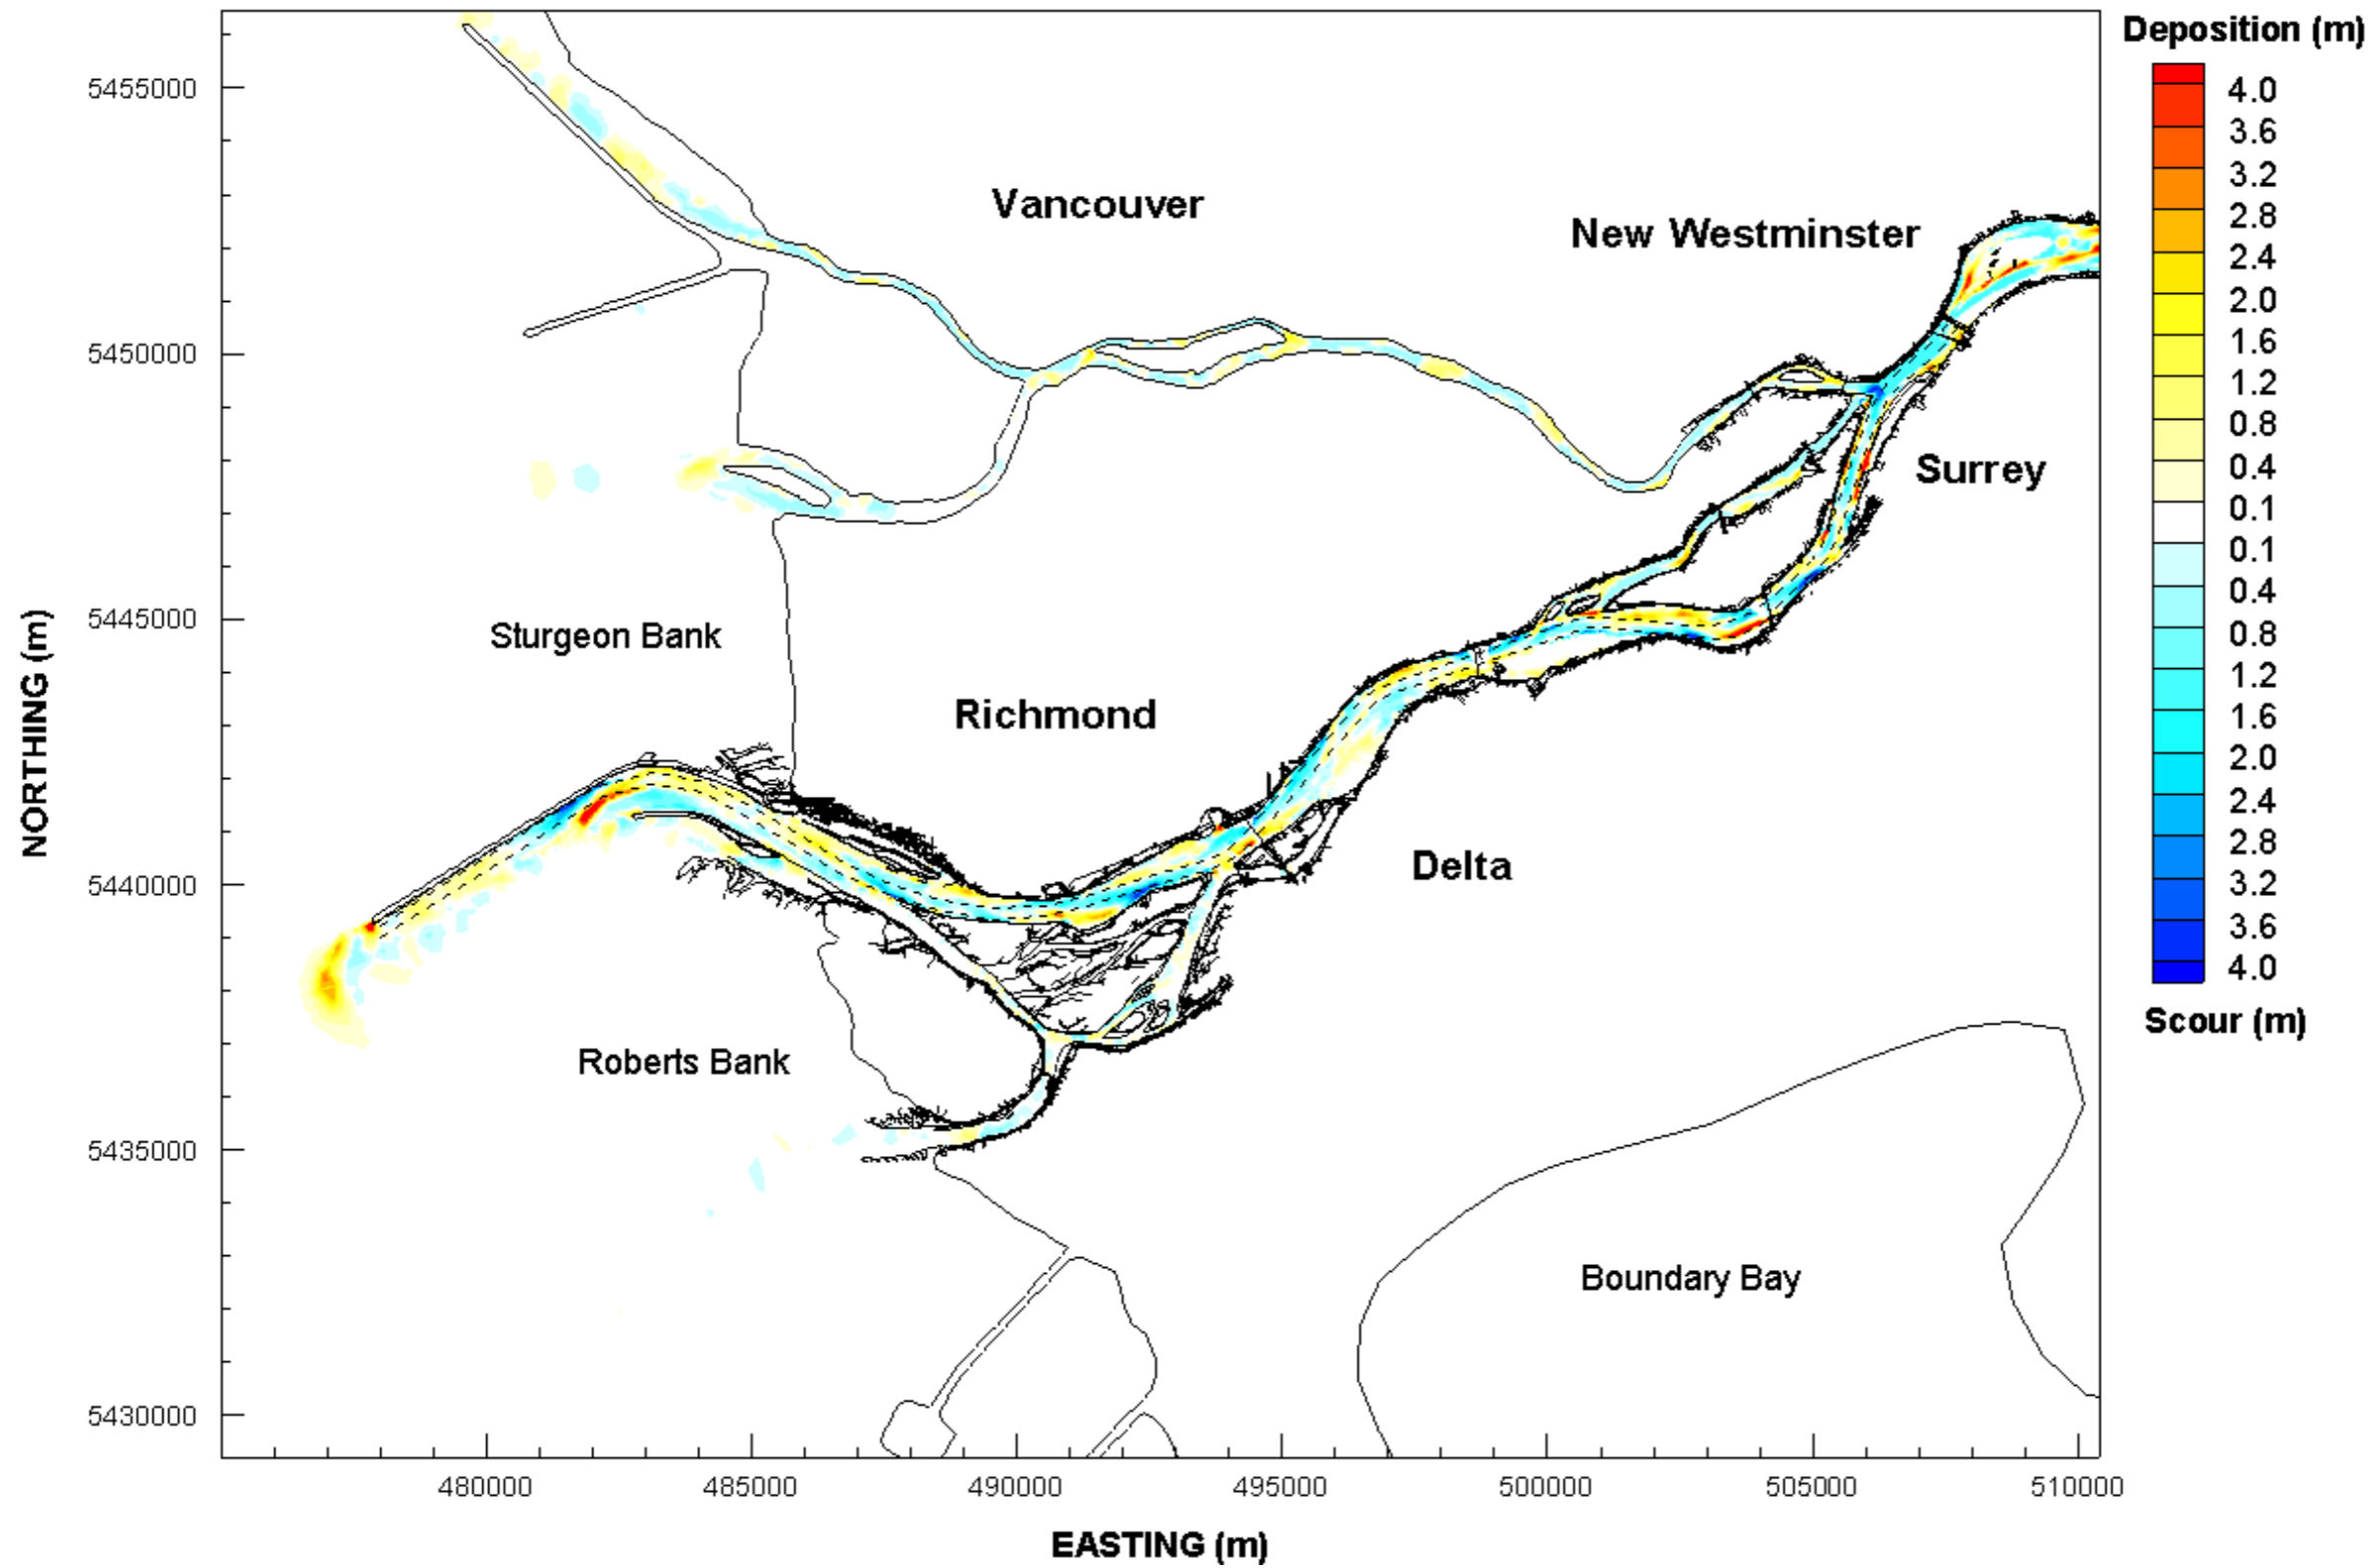 Deposition (m)
5455000
4.0
3.6
3.2
2.8
2.4
2.0
1.6
1.2
0.8
0.4
0.1
0.1
0.4
0.8
1.2
1.6
2.0
2.4
2.8
3.2
3.6
4.0
Scour (m)
Vancouver
New Westminster
5450000
Surrey
5445000
Sturgeon Bank
Richmond
NORTHING (m)
Delta
5440000
Roberts Bank
5435000
Boundary Bay
5430000
480000
485000
490000
495000
500000
505000
510000
EASTING (m)